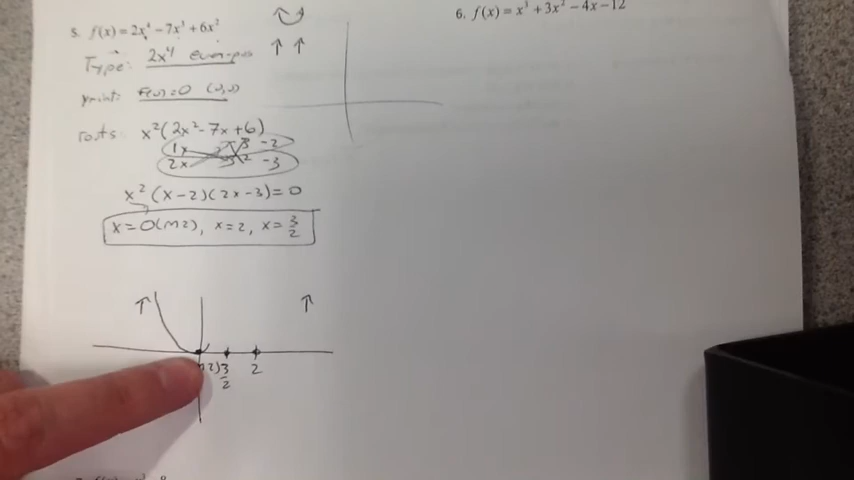 5. f(x) = 2x⁴ − 7x³ + 6x²
Type: 2x⁴ even-pos
↑ ↑
y-int: F(0) = 0 (0,0)
roots: x²(2x² − 7x + 6)
1x -2
2x -3
x²(x−2)(2x−3) = 0
x = 0(m2), x = 2, x = 3/2
↑ ↑
2) 3/2 2
6. f(x) = x³ + 3x² − 4x − 12